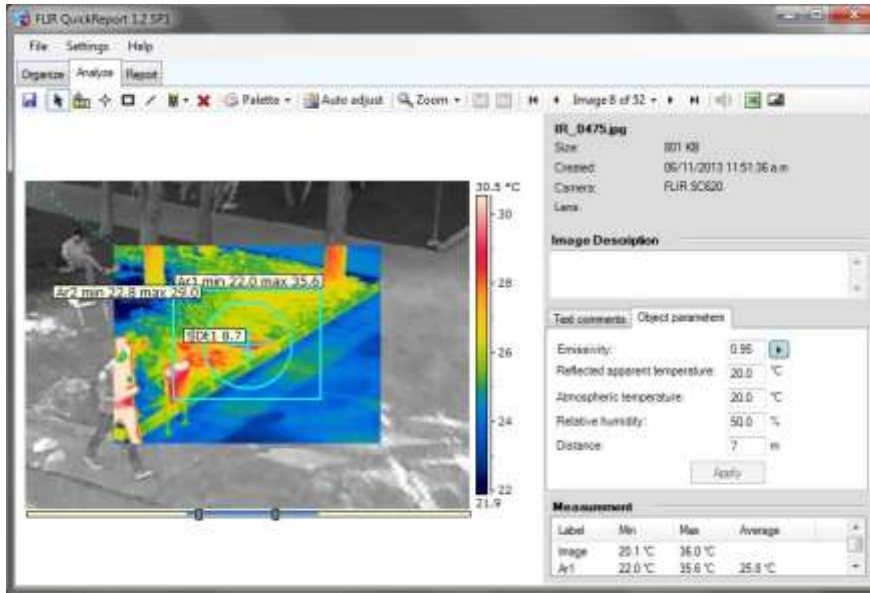 FLIR QuickReport 1.2 SP1
File Settings Help
Organize Analyze Report
Palette Auto adjust Zoom Image 8 of 52
IR_0475.jpg
Size: 801 KB
Created: 06/11/2013 11:51:36 a.m.
Camera: FLIR SC620
Lens:
Image Description
Text comments Object parameters
Emissivity: 0.95
Reflected apparent temperature: 20.0 °C
Atmospheric temperature: 20.0 °C
Relative humidity: 50.0 %
Distance: 7 m
Apply
Measurement
Label Min Max Average
Image 20.1 °C 36.0 °C
Ar1 22.0 °C 35.6 °C 25.8 °C
30.5 °C
30
28
26
24
22
21.9
Ar1 min 22.0 max 35.6
Ar2 min 22.8 max 29.0
Dt1 8.7